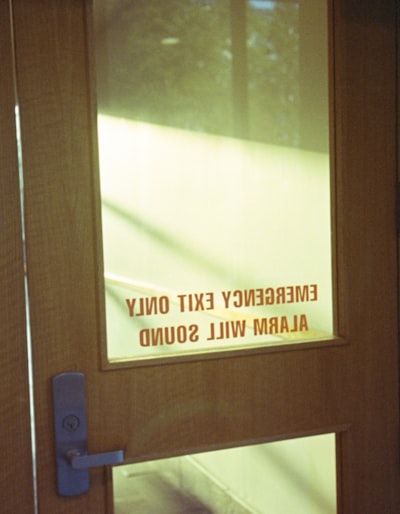 EMERGENCY EXIT ONLY
ALARM WILL SOUND